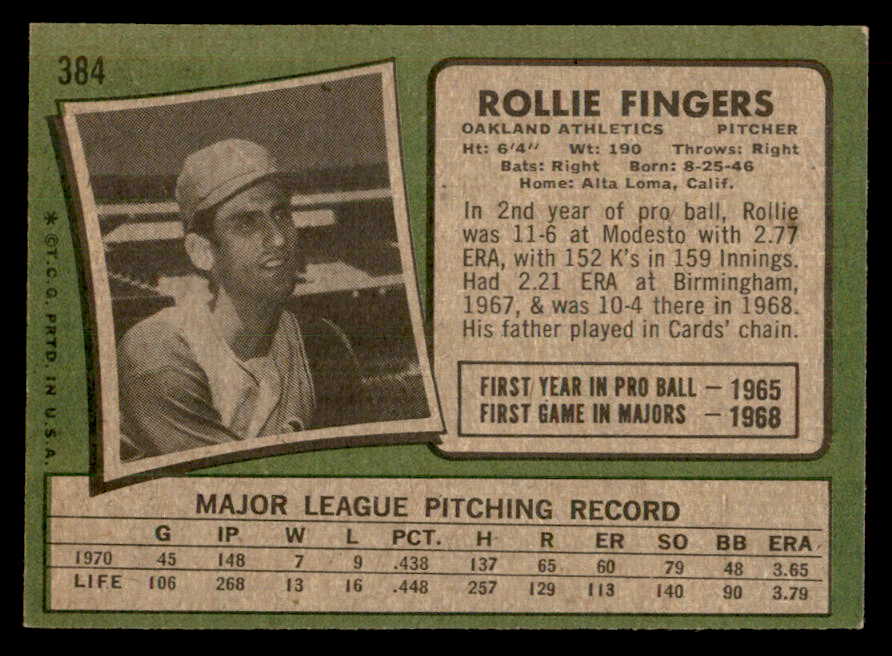 384
ROLLIE FINGERS
OAKLAND ATHLETICS PITCHER
Ht: 6'4" Wt: 190 Throws: Right
Bats: Right Born: 8-25-46
Home: Alta Loma, Calif.
In 2nd year of pro ball, Rollie
was 11-6 at Modesto with 2.77
ERA, with 152 K's in 159 Innings.
Had 2.21 ERA at Birmingham,
1967, & was 10-4 there in 1968.
His father played in Cards' chain.
FIRST YEAR IN PRO BALL — 1965
FIRST GAME IN MAJORS — 1968
* ©T.C.G. PRTD. IN U.S.A.
MAJOR LEAGUE PITCHING RECORD
G IP W L PCT. H R ER SO BB ERA
1970 45 148 7 9 .438 137 65 60 79 48 3.65
LIFE 106 268 13 16 .448 257 129 113 140 90 3.79